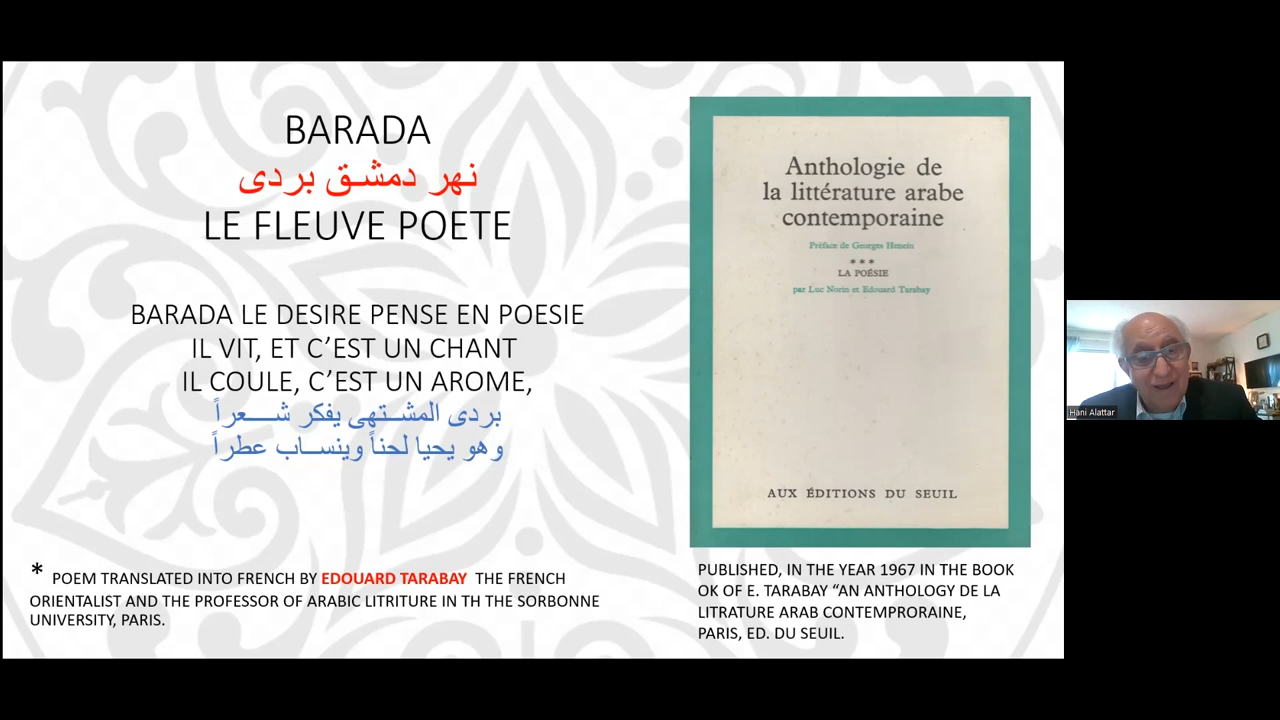 BARADA
نهر دمشق بردى
LE FLEUVE POETE
BARADA LE DESIRE PENSE EN POESIE
IL VIT, ET C’EST UN CHANT
IL COULE, C’EST UN AROME,
بردى المشتهى يفكر شعراً
وهو يحيا لحناً وينساب عطراً
* POEM TRANSLATED INTO FRENCH BY EDOUARD TARABAY THE FRENCH
ORIENTALIST AND THE PROFESSOR OF ARABIC LITRITURE IN TH THE SORBONNE
UNIVERSITY, PARIS.
Anthologie de
la littérature arabe
contemporaine
Préface de Georges Henein
***
LA POÉSIE
par Luc Norin et Edouard Tarabay
AUX ÉDITIONS DU SEUIL
PUBLISHED, IN THE YEAR 1967 IN THE BOOK
OK OF E. TARABAY “AN ANTHOLOGY DE LA
LITRATURE ARAB CONTEMPRORAINE,
PARIS, ED. DU SEUIL.
Hani Alattar